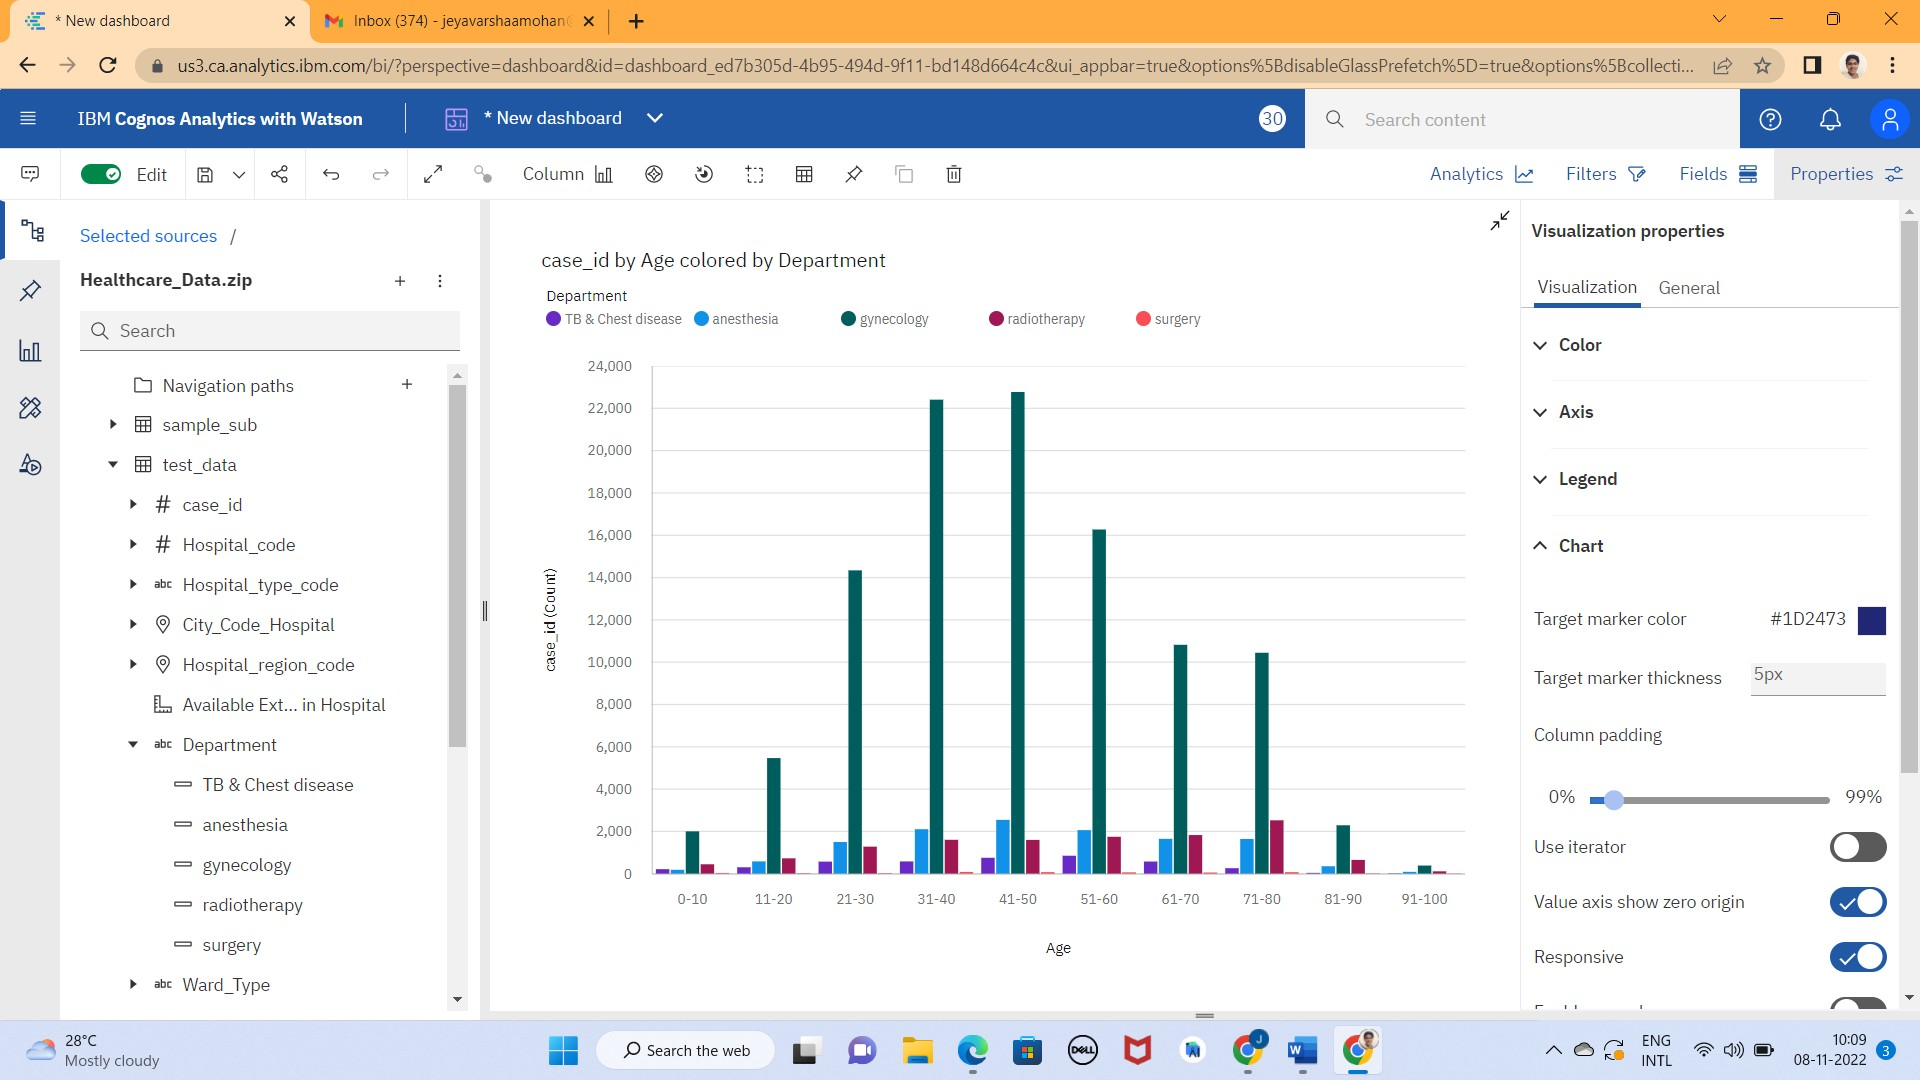 * New dashboard
Inbox (374) - jeyavarshaamohan
us3.ca.analytics.ibm.com/bi/?perspective=dashboard&id=dashboard_ed7b305d-4b95-494d-9f11-bd148d664c4c&ui_appbar=true&options%5BdisableGlassPrefetch%5D=true&options%5Bcollecti...
IBM Cognos Analytics with Watson
* New dashboard
30
Search content
Edit
Column
Analytics
Filters
Fields
Properties
Selected sources /
Healthcare_Data.zip
Search
Navigation paths
sample_sub
test_data
case_id
Hospital_code
abc Hospital_type_code
City_Code_Hospital
Hospital_region_code
Available Ext... in Hospital
abc Department
TB & Chest disease
anesthesia
gynecology
radiotherapy
surgery
abc Ward_Type
case_id by Age colored by Department
Department
TB & Chest disease anesthesia gynecology radiotherapy surgery
24,000
22,000
20,000
18,000
16,000
14,000
12,000
10,000
8,000
6,000
4,000
2,000
0
case_id (Count)
0-10 11-20 21-30 31-40 41-50 51-60 61-70 71-80 81-90 91-100
Age
Visualization properties
Visualization General
Color
Axis
Legend
Chart
Target marker color #1D2473
Target marker thickness 5px
Column padding
0% 99%
Use iterator
Value axis show zero origin
Responsive
28°C
Mostly cloudy
Search the web
DELL
J
ENG
INTL
10:09
08-11-2022
3